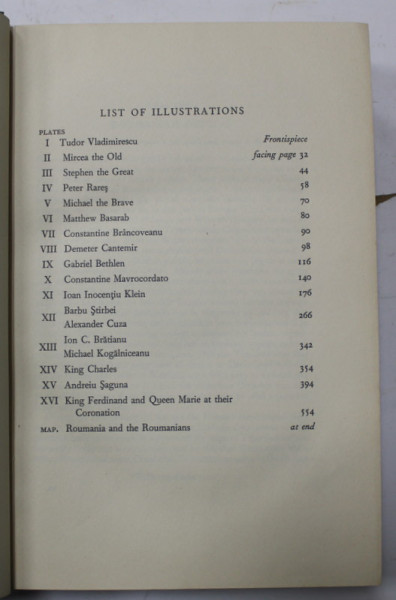 LIST OF ILLUSTRATIONS
PLATES
I Tudor Vladimirescu Frontispiece
II Mircea the Old facing page 32
III Stephen the Great 44
IV Peter Rareş 58
V Michael the Brave 70
VI Matthew Basarab 80
VII Constantine Brâncoveanu 90
VIII Demeter Cantemir 98
IX Gabriel Bethlen 116
X Constantine Mavrocordato 140
XI Ioan Inocenţiu Klein 176
XII Barbu Ştirbei
Alexander Cuza 266
XIII Ion C. Brătianu
Michael Kogălniceanu 342
XIV King Charles 354
XV Andreiu Şaguna 394
XVI King Ferdinand and Queen Marie at their
Coronation 554
MAP. Roumania and the Roumanians at end